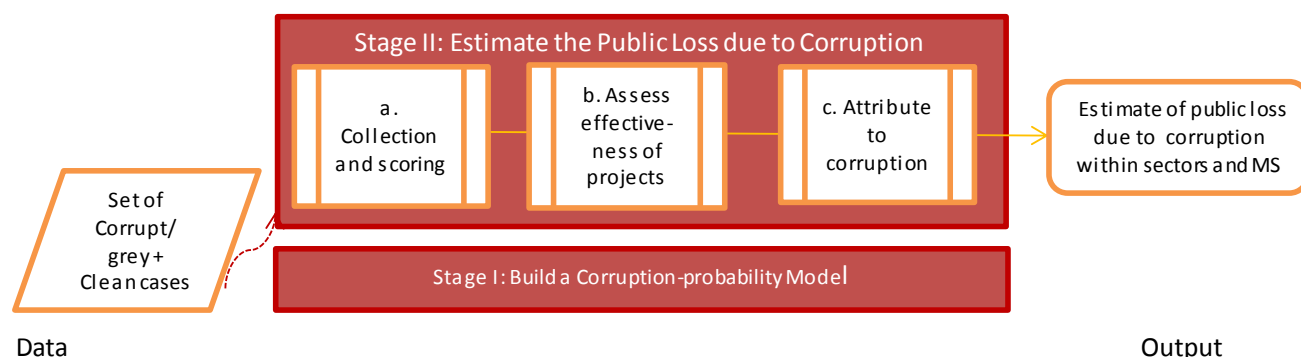 Stage II: Estimate the Public Loss due to Corruption
a.
Collection
and scoring
b. Assess
effective-
ness of
projects
c. Attribute
to
corruption
Estimate of public loss
due to corruption
within sectors and MS
Set of
Corrupt/
grey +
Clean cases
Stage I: Build a Corruption-probability Model
Data
Output